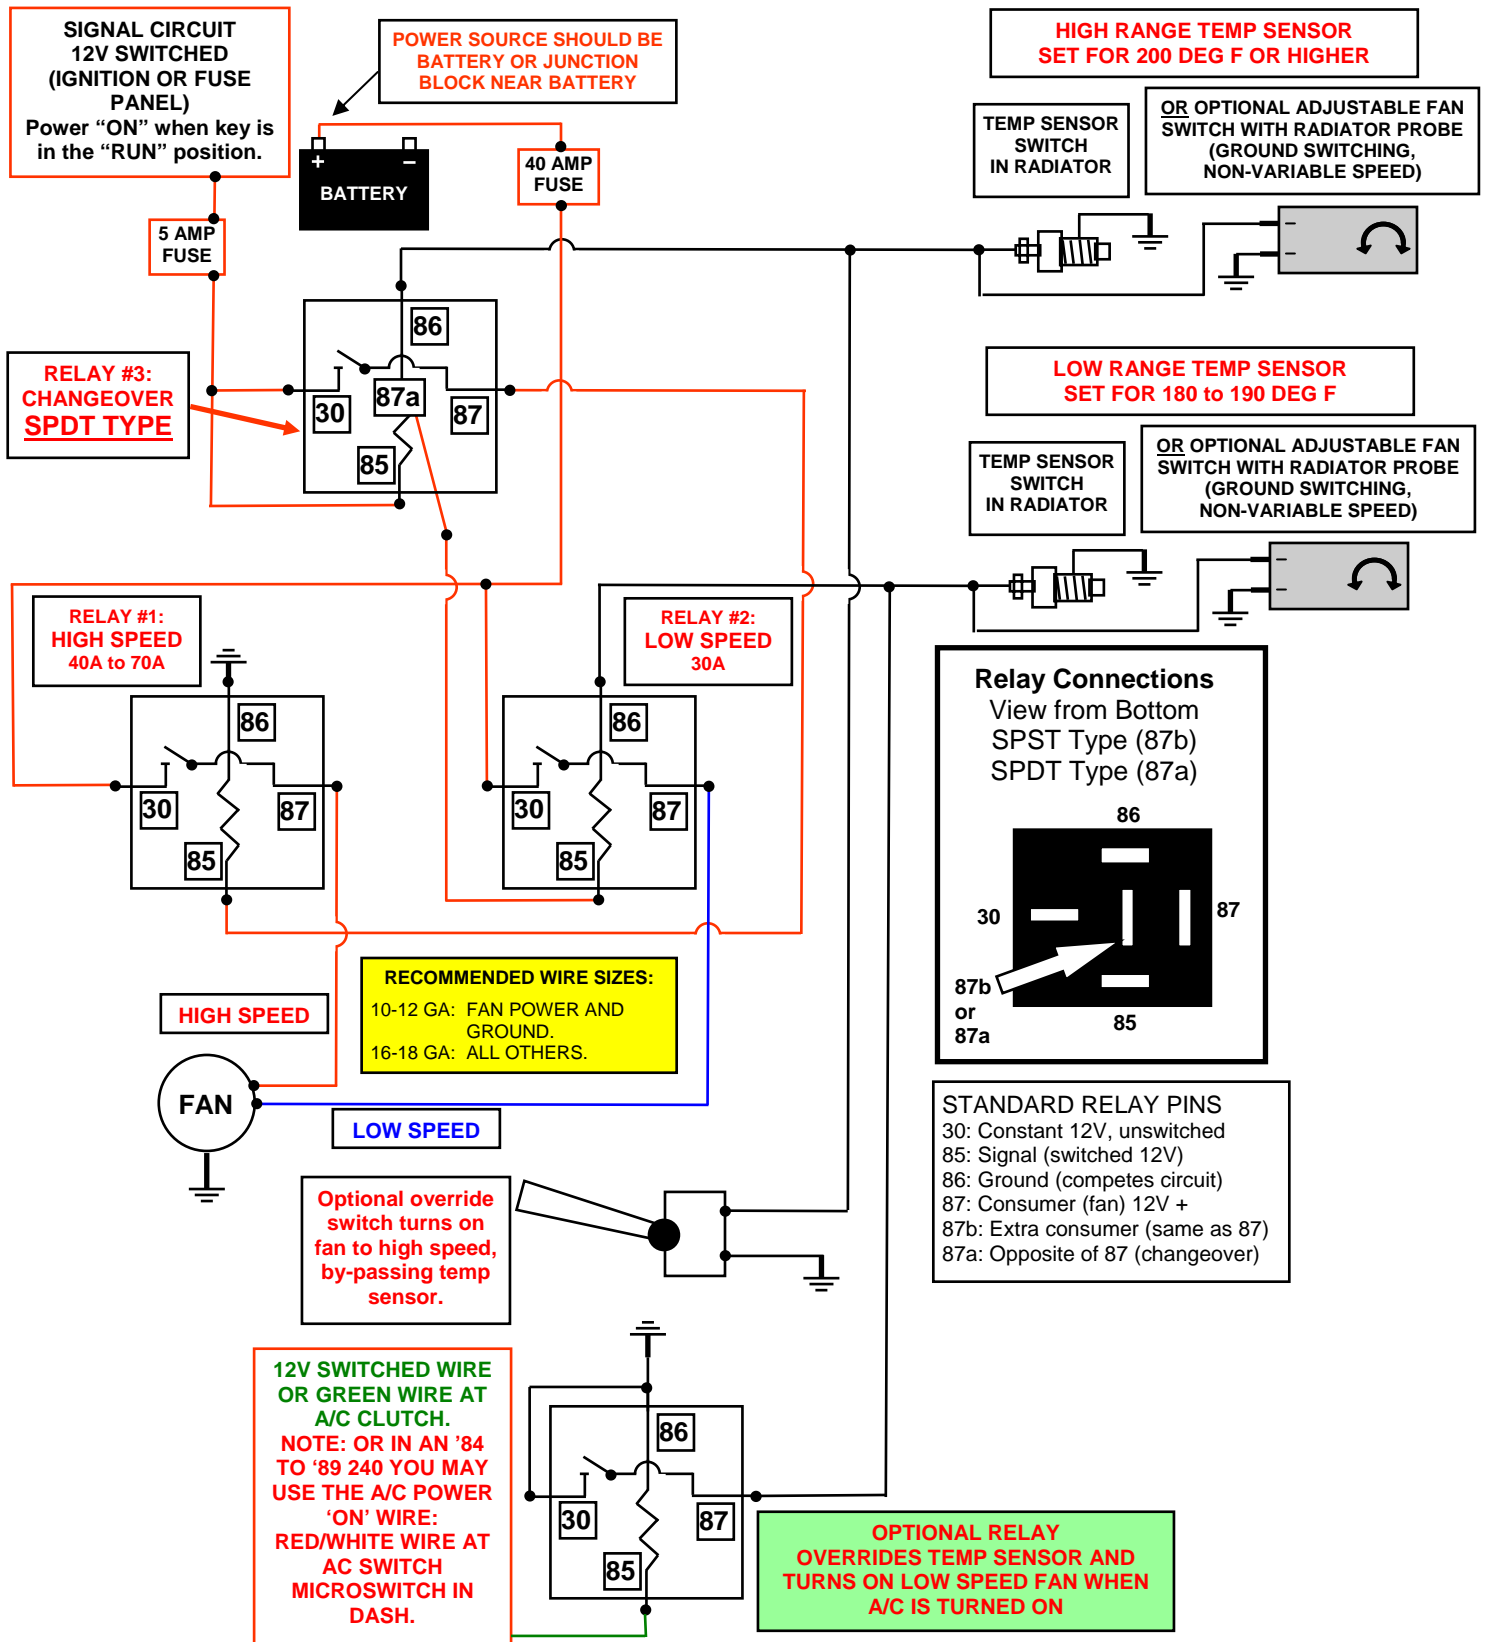 SIGNAL CIRCUIT
12V SWITCHED
(IGNITION OR FUSE
PANEL)
Power “ON” when key is
in the “RUN” position.
POWER SOURCE SHOULD BE
BATTERY OR JUNCTION
BLOCK NEAR BATTERY
HIGH RANGE TEMP SENSOR
SET FOR 200 DEG F OR HIGHER
TEMP SENSOR
SWITCH
IN RADIATOR
OR OPTIONAL ADJUSTABLE FAN
SWITCH WITH RADIATOR PROBE
(GROUND SWITCHING,
NON-VARIABLE SPEED)
+ –
BATTERY
40 AMP
FUSE
5 AMP
FUSE
86
87a
30
87
85
RELAY #3:
CHANGEOVER
SPDT TYPE
LOW RANGE TEMP SENSOR
SET FOR 180 to 190 DEG F
TEMP SENSOR
SWITCH
IN RADIATOR
OR OPTIONAL ADJUSTABLE FAN
SWITCH WITH RADIATOR PROBE
(GROUND SWITCHING,
NON-VARIABLE SPEED)
RELAY #1:
HIGH SPEED
40A to 70A
86
30
87
85
RELAY #2:
LOW SPEED
30A
86
30
87
85
Relay Connections
View from Bottom
SPST Type (87b)
SPDT Type (87a)
86
30
87
87b
or
87a
85
RECOMMENDED WIRE SIZES:
10-12 GA: FAN POWER AND
GROUND.
16-18 GA: ALL OTHERS.
HIGH SPEED
FAN
LOW SPEED
STANDARD RELAY PINS
30: Constant 12V, unswitched
85: Signal (switched 12V)
86: Ground (competes circuit)
87: Consumer (fan) 12V +
87b: Extra consumer (same as 87)
87a: Opposite of 87 (changeover)
Optional override
switch turns on
fan to high speed,
by-passing temp
sensor.
12V SWITCHED WIRE
OR GREEN WIRE AT
A/C CLUTCH.
NOTE: OR IN AN ’84
TO ‘89 240 YOU MAY
USE THE A/C POWER
‘ON’ WIRE:
RED/WHITE WIRE AT
AC SWITCH
MICROSWITCH IN
DASH.
86
30
87
85
OPTIONAL RELAY
OVERRIDES TEMP SENSOR AND
TURNS ON LOW SPEED FAN WHEN
A/C IS TURNED ON